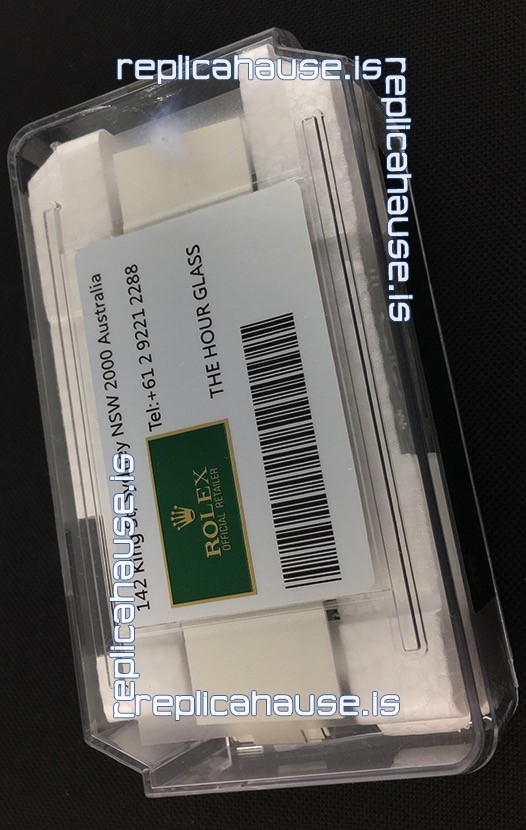 replicahause.is
replicahause.is
142 King NSW 2000 Australia
Tel:+61 2 9221 2288
THE HOUR GLASS
ROLEX
OFFICIAL RETAILER
replicahause.is
replicahause.is